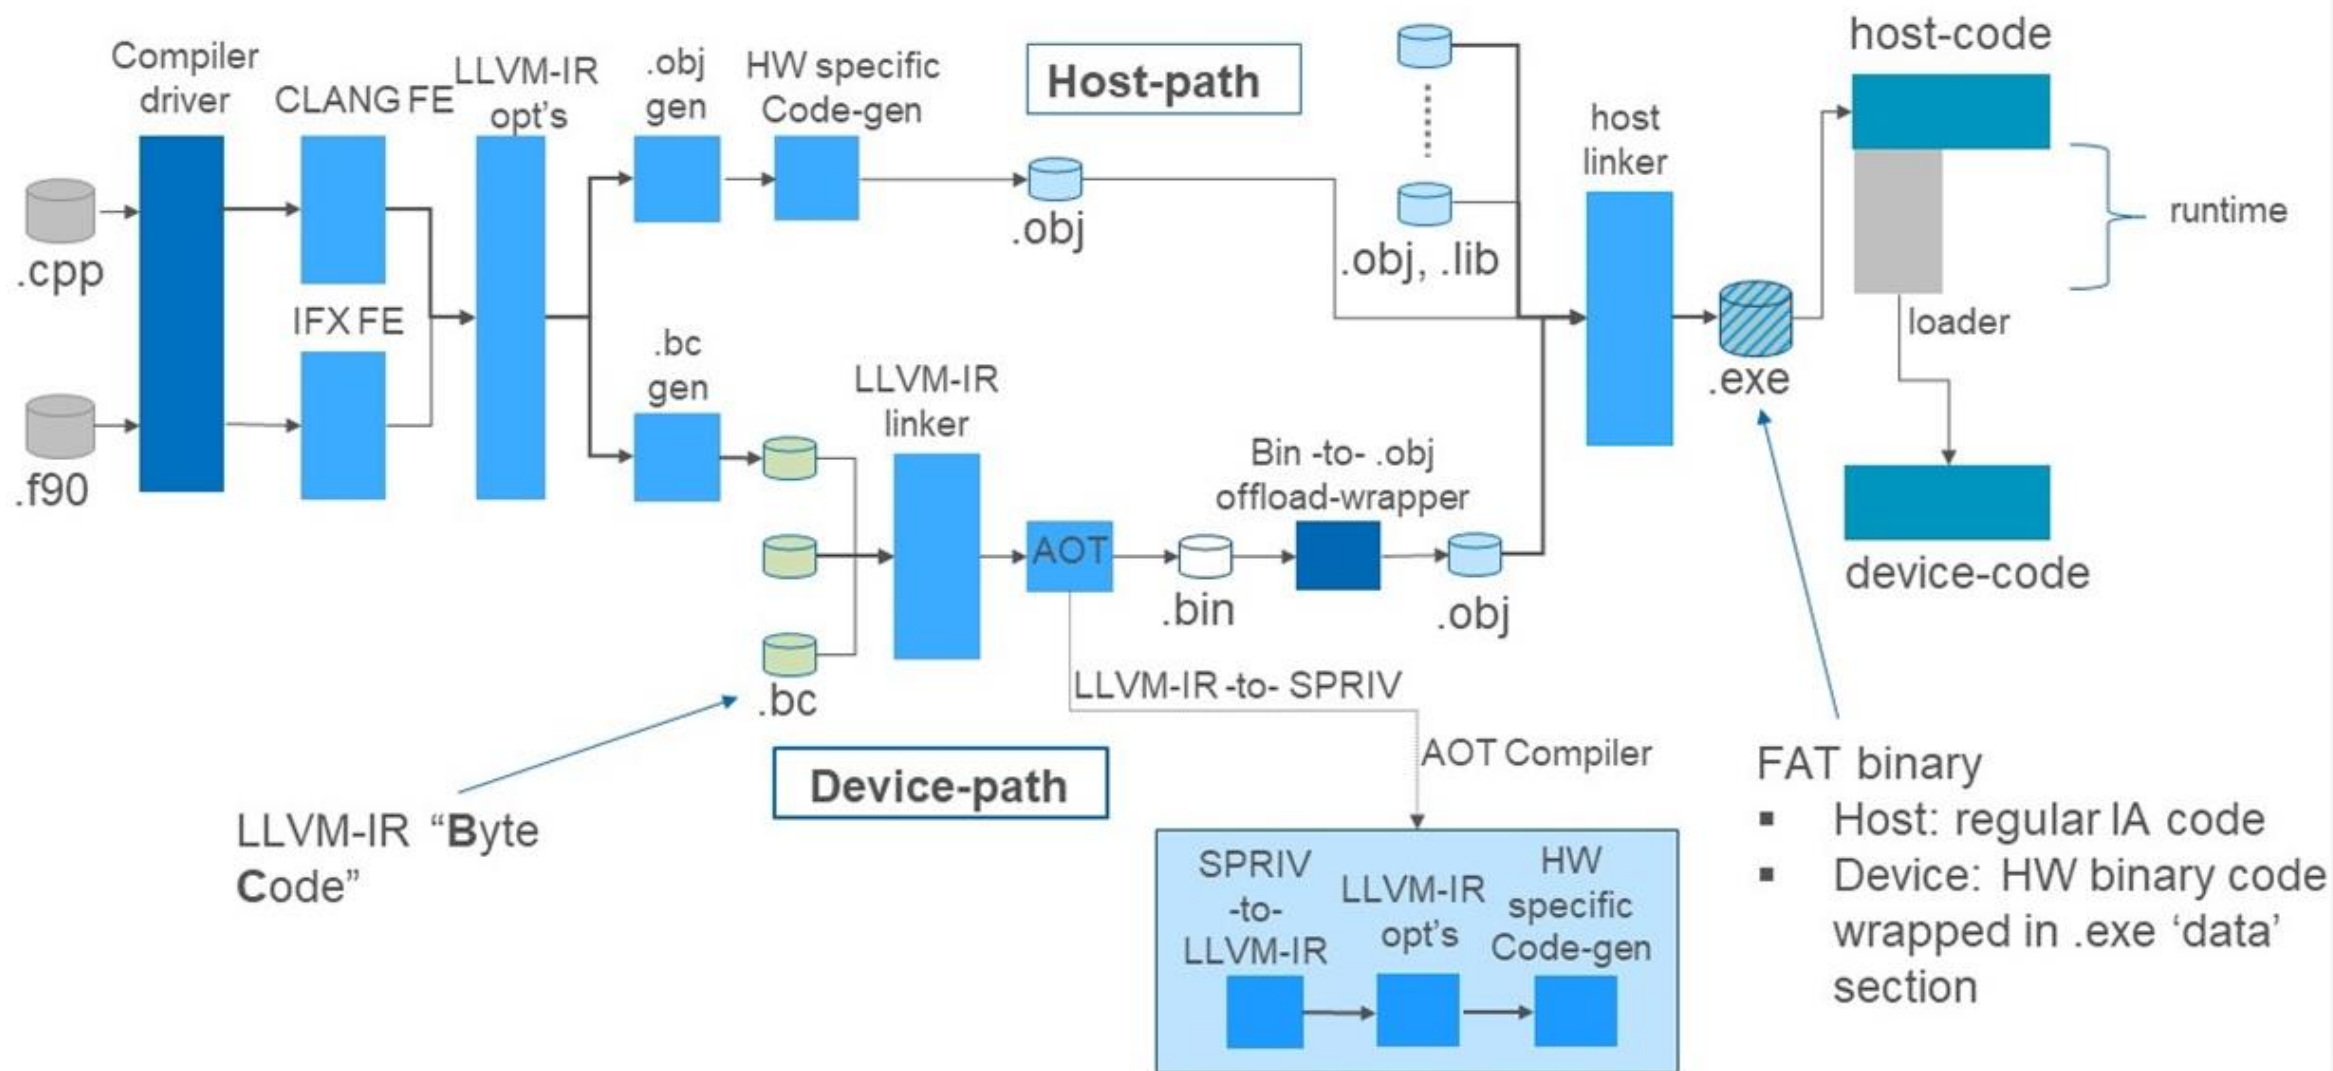 Compiler
driver
CLANG FE
LLVM-IR
opt's
.obj
gen
HW specific
Code-gen
Host-path
host-code
host
linker
.cpp
.obj
.obj, .lib
runtime
IFX FE
.bc
gen
LLVM-IR
linker
loader
.exe
.f90
Bin -to- .obj
offload-wrapper
AOT
.bin
.obj
device-code
.bc
LLVM-IR -to- SPRIV
AOT Compiler
Device-path
LLVM-IR “Byte
Code”
SPRIV
-to-
LLVM-IR
LLVM-IR
opt's
HW
specific
Code-gen
FAT binary
▪ Host: regular IA code
▪ Device: HW binary code
wrapped in .exe ‘data’
section